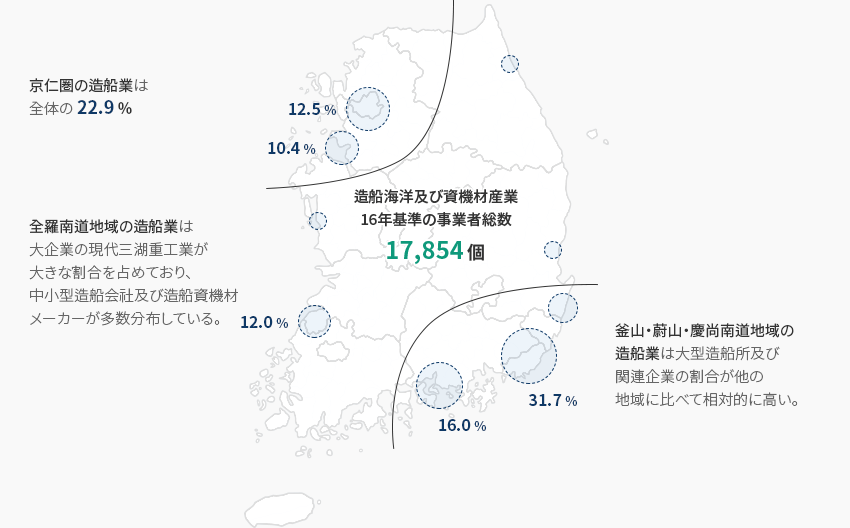 京仁圏の造船業は
全体の 22.9 %
12.5 %
10.4 %
造船海洋及び資機材産業
16年基準の事業者総数
17,854 個
全羅南道地域の造船業は
大企業の現代三湖重工業が
大きな割合を占めており、
中小型造船会社及び造船資機材
メーカーが多数分布している。
12.0 %
釜山・蔚山・慶尚南道地域の
造船業は大型造船所及び
関連企業の割合が他の
地域に比べて相対的に高い。
31.7 %
16.0 %